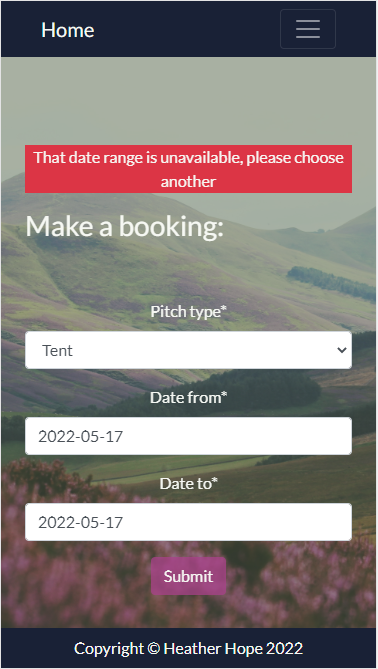 Home
That date range is unavailable, please choose
another
Make a booking:
Pitch type*
Tent
Date from*
2022-05-17
Date to*
2022-05-17
Submit
Copyright © Heather Hope 2022